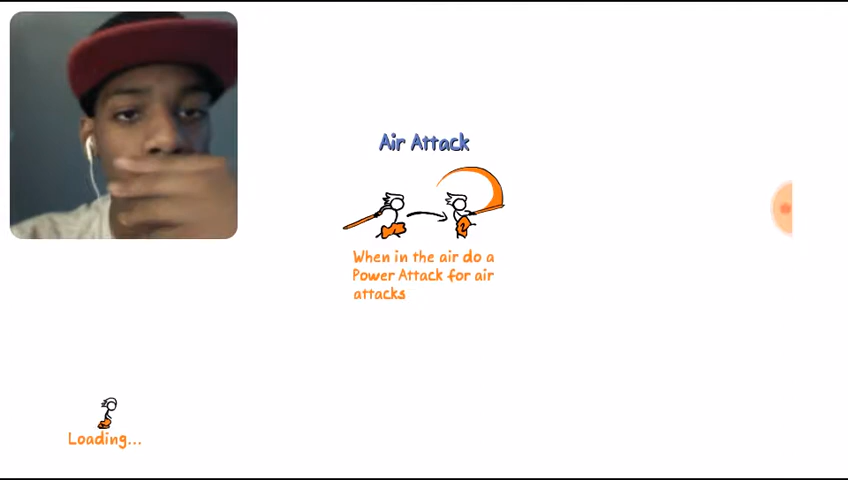 Air Attack
When in the air do a
Power Attack for air
attacks
Loading...